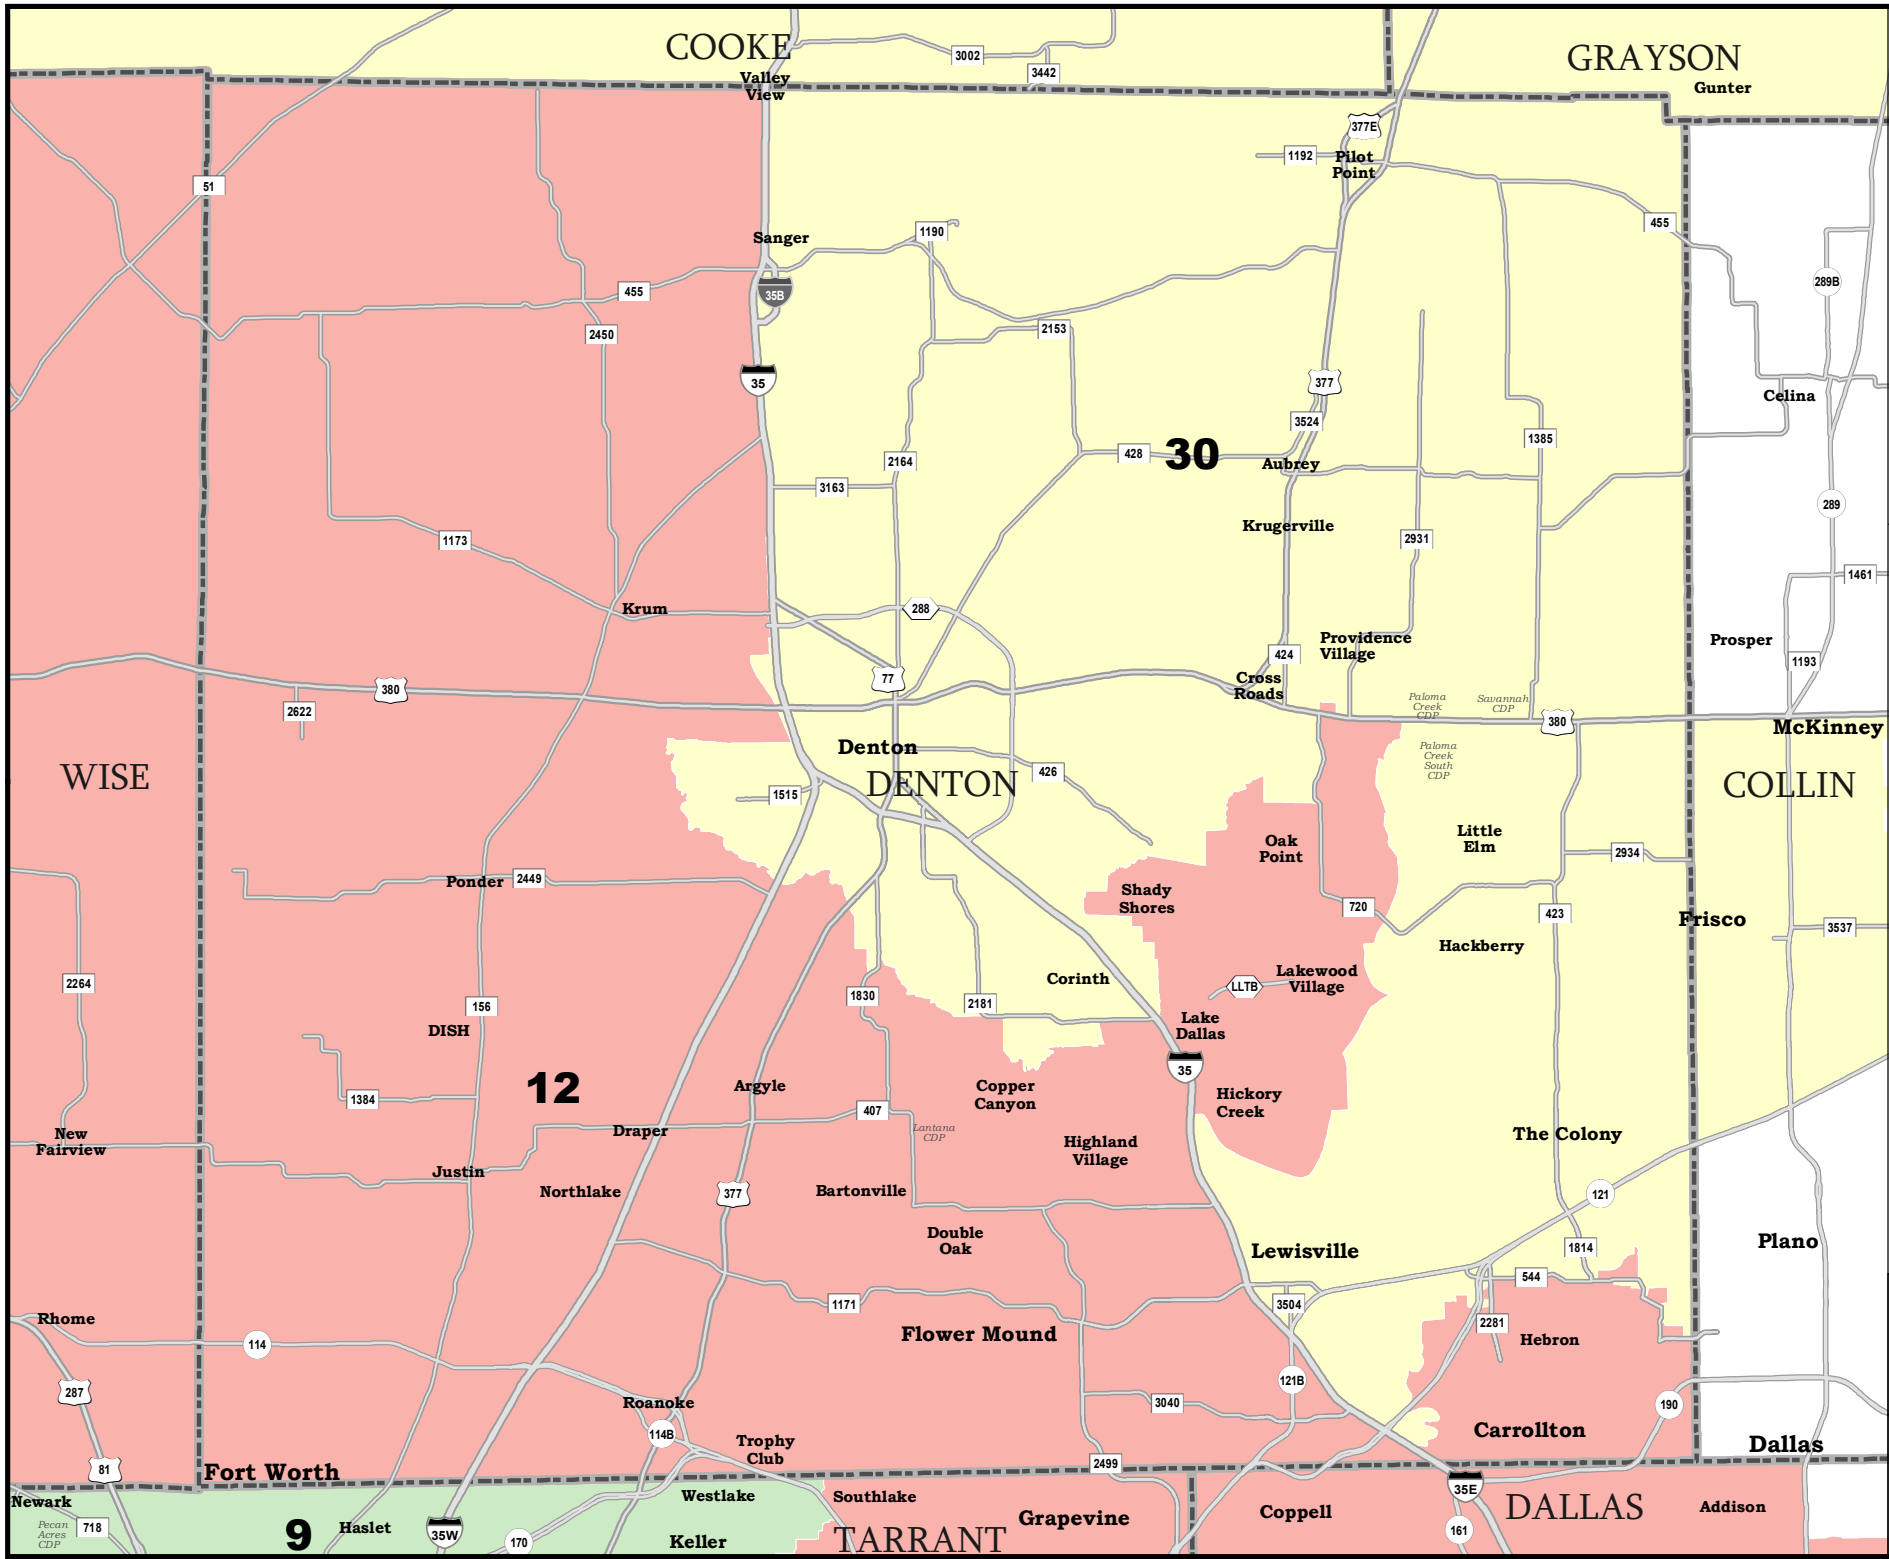 COOKE
GRAYSON
3002
3442
Valley
View
Gunter
377E
1192
Pilot
Point
51
455
1190
Sanger
289B
455
35B
2450
2153
35
377
Celina
3524
1385
428
30
2164
Aubrey
3163
289
Krugerville
1173
2931
1461
Krum
288
Providence
Village
Prosper
424
1193
77
Cross
Roads
380
2622
Paloma
Creek
CDP
Savannah
CDP
380
McKinney
Denton
Paloma
Creek
South
CDP
WISE
DENTON
426
COLLIN
1515
Oak
Point
Little
Elm
2934
Ponder
2449
Shady
Shores
720
423
Frisco
3537
Hackberry
2264
Corinth
LLTB
Lakewood
Village
1830
2181
156
DISH
Lake
Dallas
35
12
Argyle
Copper
Canyon
Hickory
Creek
1384
407
New
Fairview
Draper
Lantana
CDP
Highland
Village
The Colony
Justin
Northlake
377
Bartonville
121
Double
Oak
Lewisville
1814
Plano
544
1171
3504
Rhome
2281
Flower Mound
Hebron
114
287
121B
Roanoke
3040
190
114B
Trophy
Club
Carrollton
Dallas
81
Fort Worth
2499
35E
Newark
Westlake
Southlake
DALLAS
Addison
Pecan
Acres
CDP
718
9
Haslet
35W
170
Keller
TARRANT
Grapevine
Coppell
161